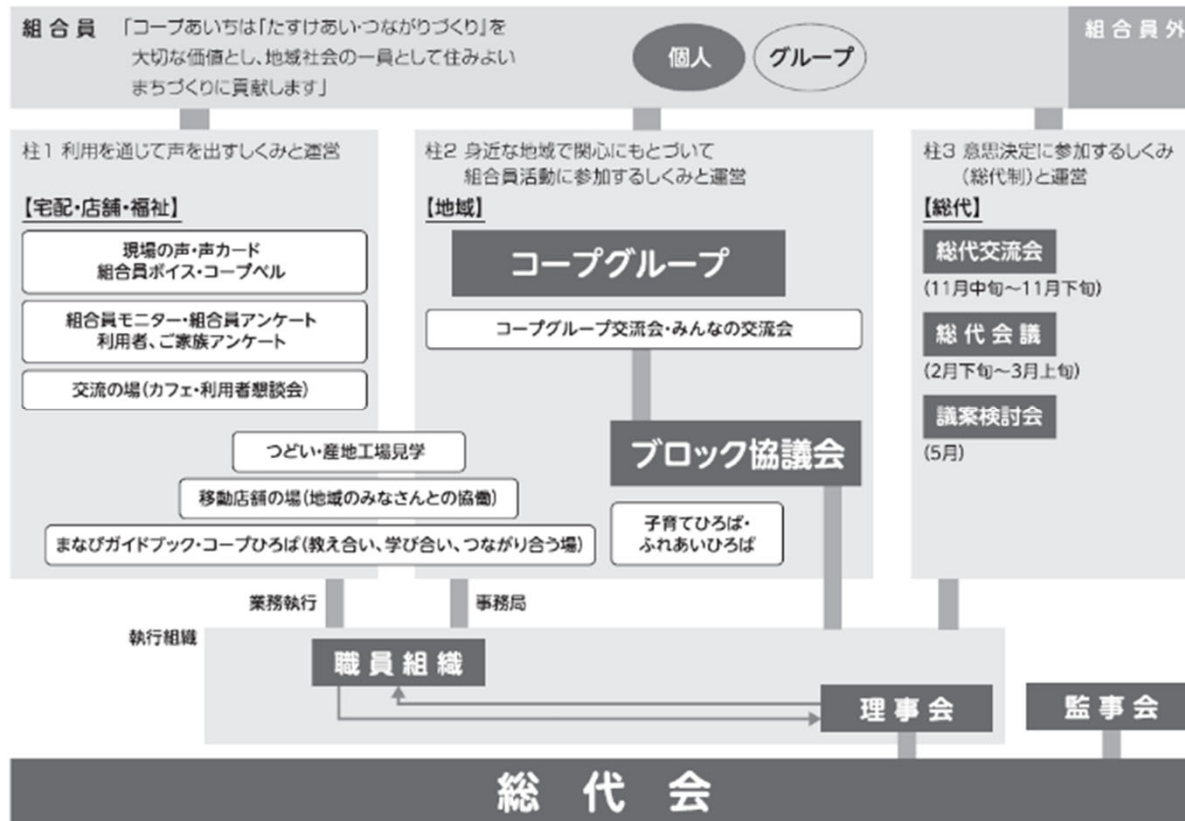 組合員 「コープあいちは「たすけあい・つながりづくり」を
大切な価値とし、地域社会の一員として住みよい
まちづくりに貢献します」
個人
グループ
組合員外
柱1 利用を通じて声を出すしくみと運営
【宅配・店舗・福祉】
現場の声・声カード
組合員ボイス・コープベル
組合員モニター・組合員アンケート
利用者、ご家族アンケート
交流の場(カフェ・利用者懇談会)
柱2 身近な地域で関心にもとづいて
組合員活動に参加するしくみと運営
【地域】
コープグループ
コープグループ交流会・みんなの交流会
ブロック協議会
つどい・産地工場見学
移動店舗の場(地域のみなさんとの協働)
まなびガイドブック・コープひろば(教え合い、学び合い、つながり合う場)
子育てひろば・
ふれあいひろば
柱3 意思決定に参加するしくみ
(総代制)と運営
【総代】
総代交流会
(11月中旬～11月下旬)
総代会議
(2月下旬～3月上旬)
議案検討会
(5月)
業務執行
事務局
執行組織
職員組織
理事会
監事会
総代会